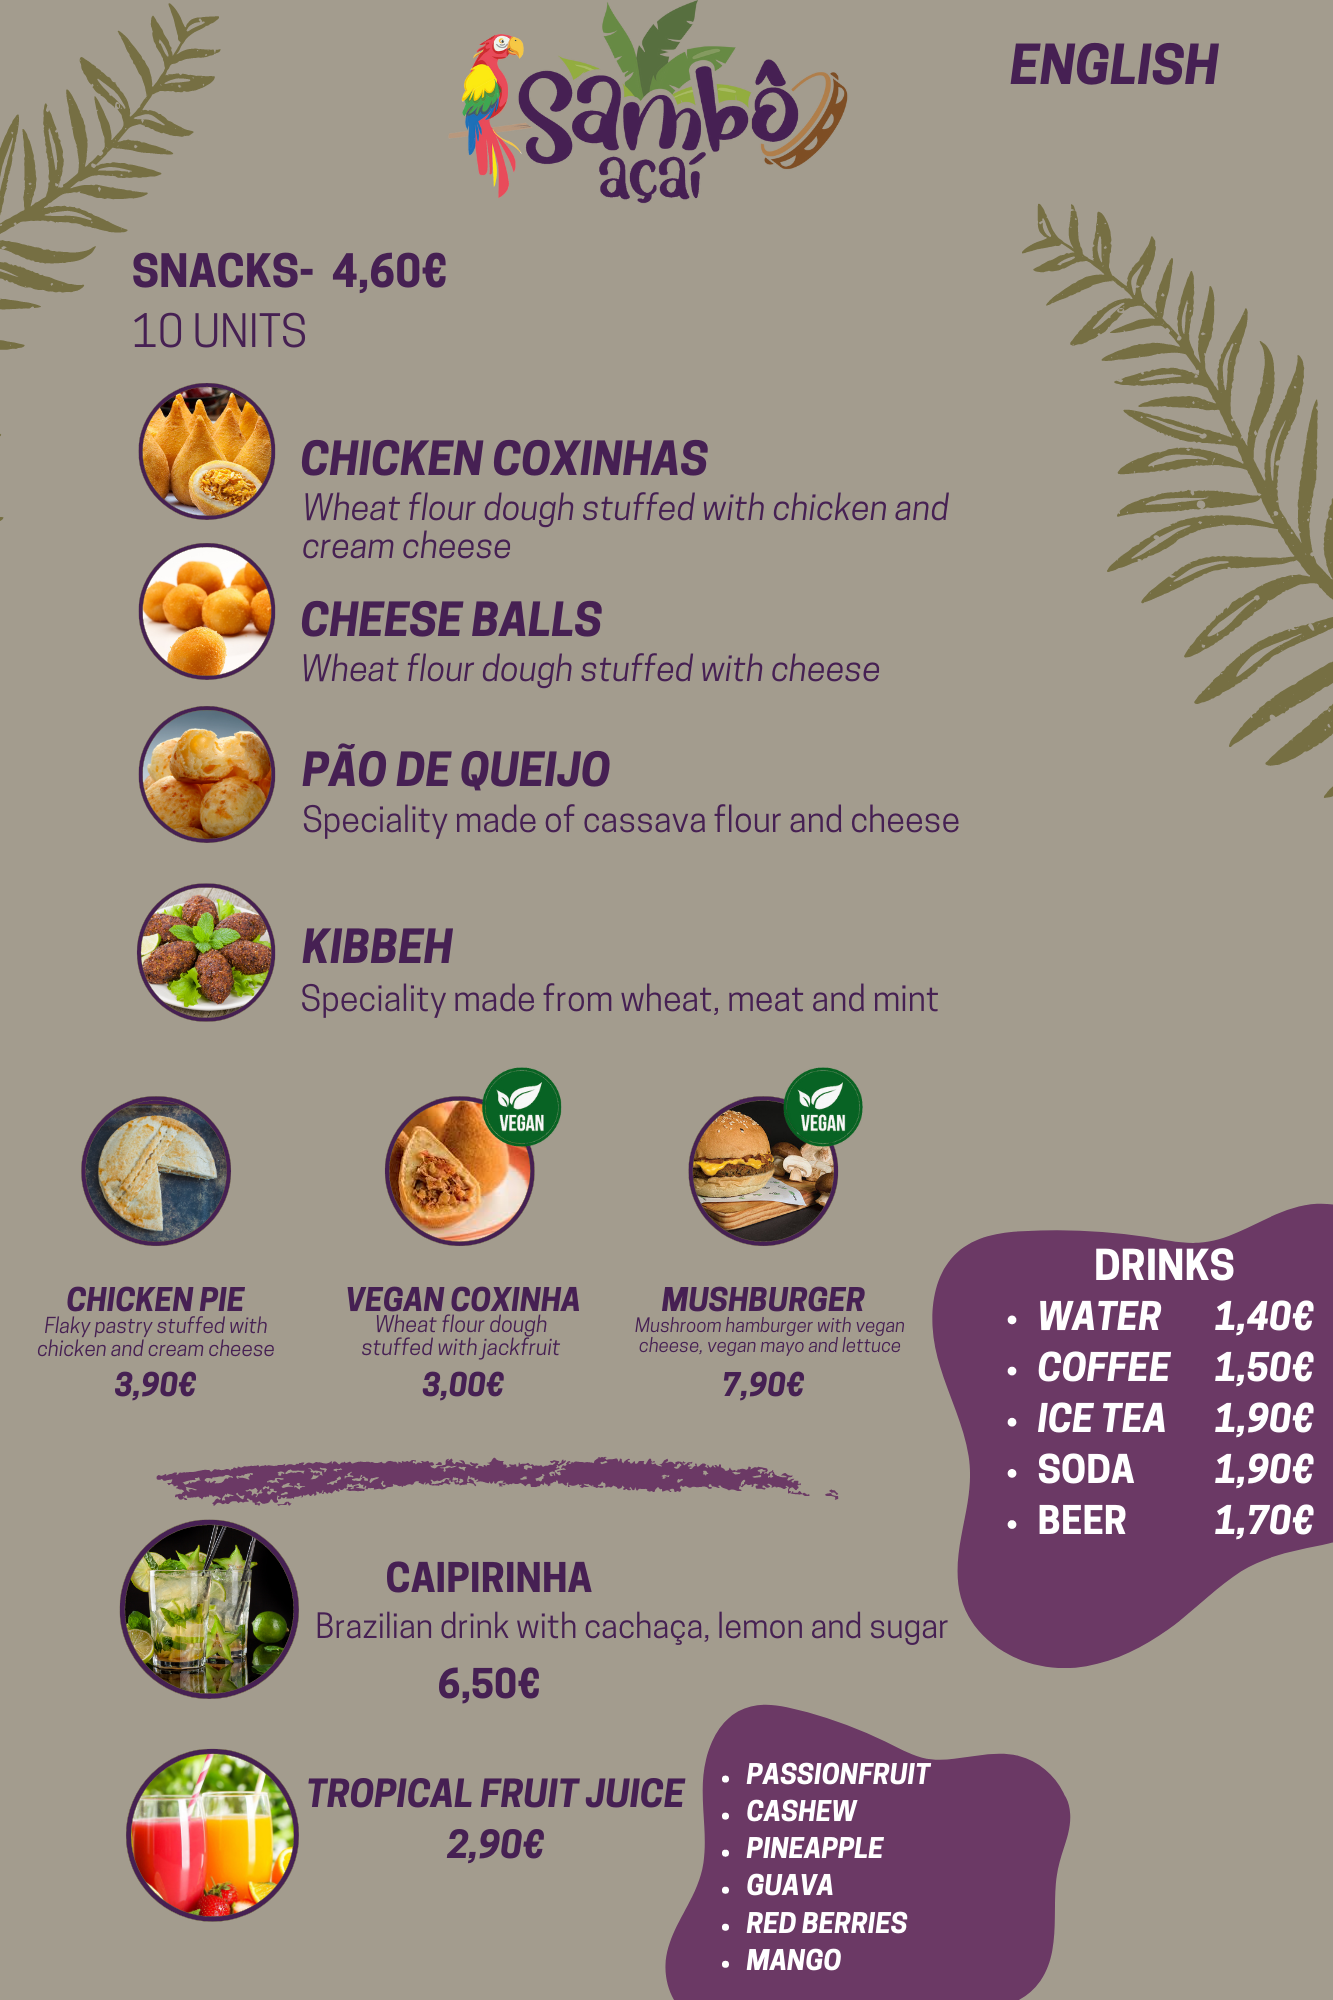 sambô
açaí
ENGLISH
SNACKS- 4,60€
10 UNITS
CHICKEN COXINHAS
Wheat flour dough stuffed with chicken and
cream cheese
CHEESE BALLS
Wheat flour dough stuffed with cheese
PÃO DE QUEIJO
Speciality made of cassava flour and cheese
KIBBEH
Speciality made from wheat, meat and mint
CHICKEN PIE
Flaky pastry stuffed with
chicken and cream cheese
3,90€
VEGAN
VEGAN COXINHA
Wheat flour dough
stuffed with jackfruit
3,00€
VEGAN
MUSHBURGER
Mushroom hamburger with vegan
cheese, vegan mayo and lettuce
7,90€
DRINKS
• WATER 1,40€
• COFFEE 1,50€
• ICE TEA 1,90€
• SODA 1,90€
• BEER 1,70€
CAIPIRINHA
Brazilian drink with cachaça, lemon and sugar
6,50€
TROPICAL FRUIT JUICE
2,90€
• PASSIONFRUIT
• CASHEW
• PINEAPPLE
• GUAVA
• RED BERRIES
• MANGO